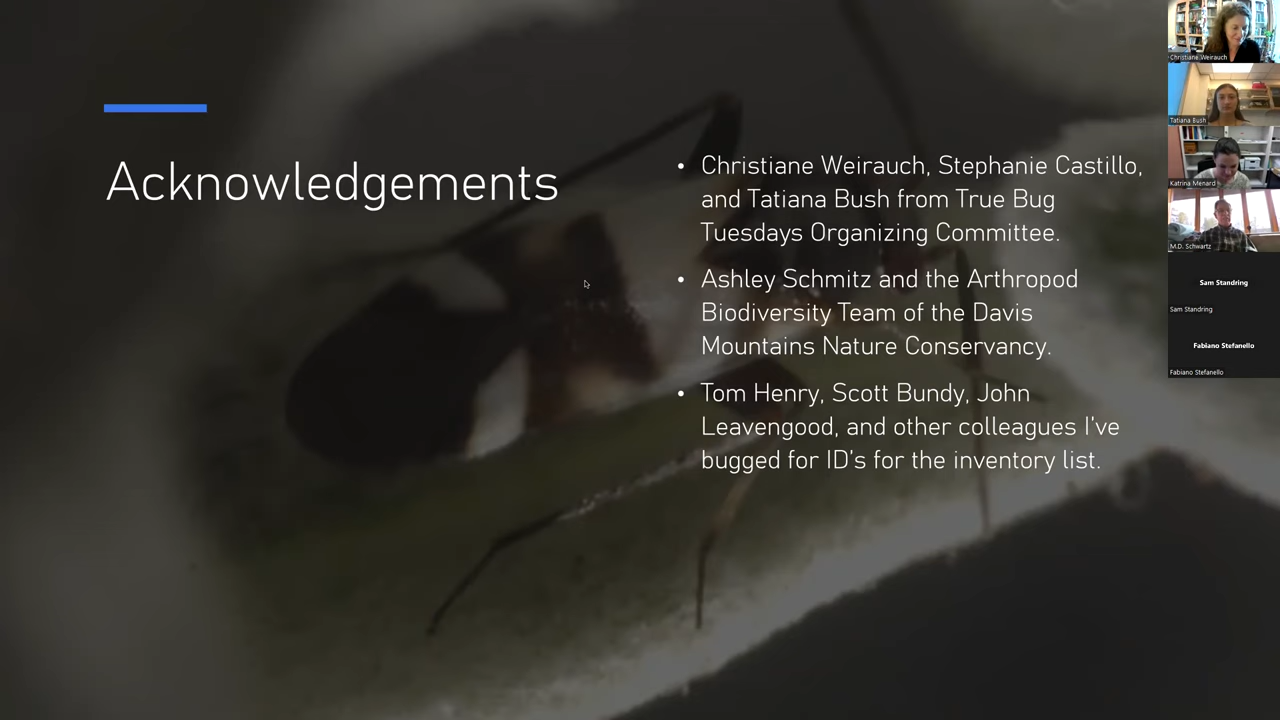 Acknowledgements
• Christiane Weirauch, Stephanie Castillo,
and Tatiana Bush from True Bug
Tuesdays Organizing Committee.
• Ashley Schmitz and the Arthropod
Biodiversity Team of the Davis
Mountains Nature Conservancy.
• Tom Henry, Scott Bundy, John
Leavengood, and other colleagues I've
bugged for ID's for the inventory list.
Christiane Weirauch
Tatiana Bush
Katrina Menard
M.D. Schwartz
Sam Standring
Sam Standring
Fabiano Stefanello
Fabiano Stefanello